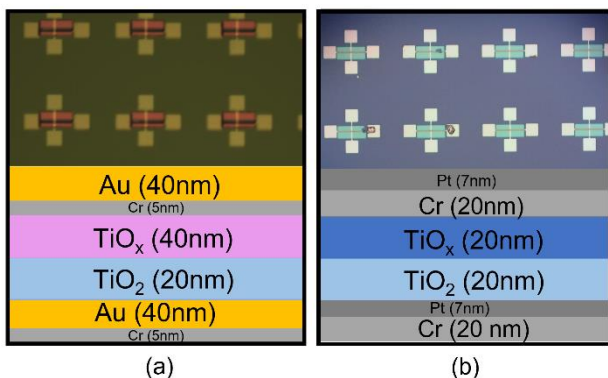 Au (40nm)
Cr (5nm)
TiOₓ (40nm)
TiO₂ (20nm)
Au (40nm)
Cr (5nm)
(a)
Pt (7nm)
Cr (20nm)
TiOₓ (20nm)
TiO₂ (20nm)
Pt (7nm)
Cr (20 nm)
(b)